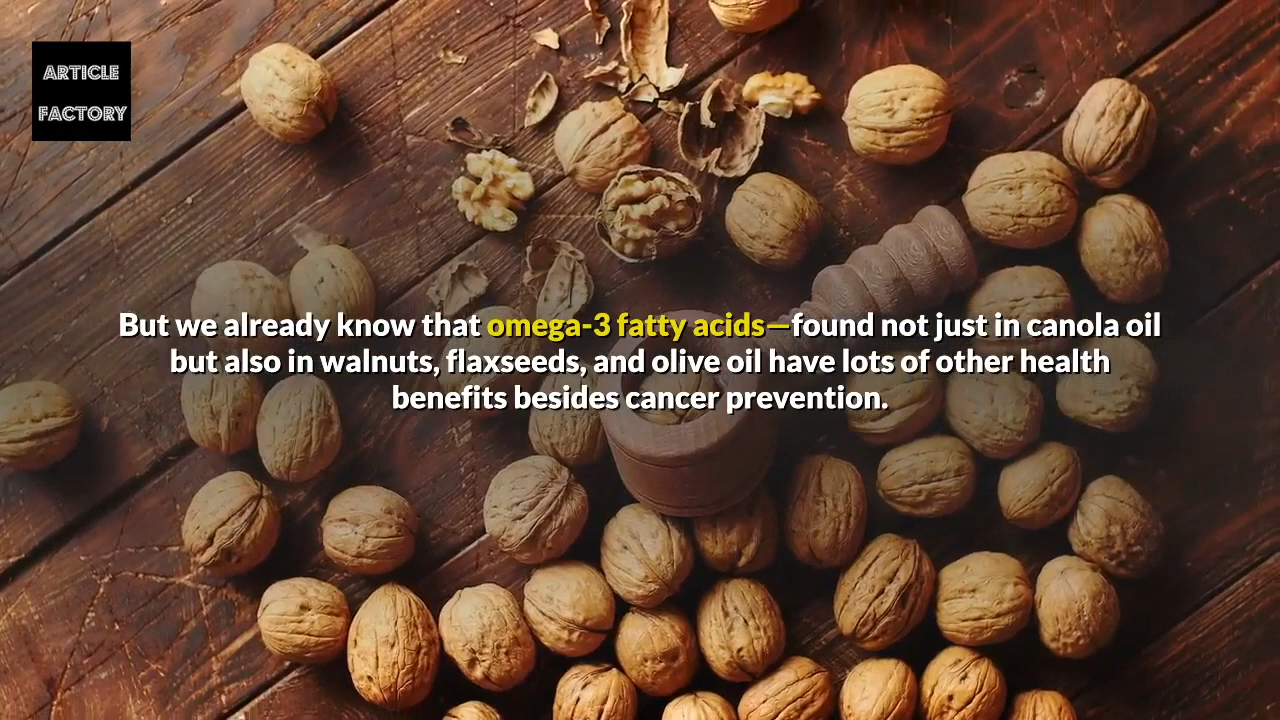 ARTICLE
FACTORY
But we already know that omega-3 fatty acids—found not just in canola oil
but also in walnuts, flaxseeds, and olive oil have lots of other health
benefits besides cancer prevention.